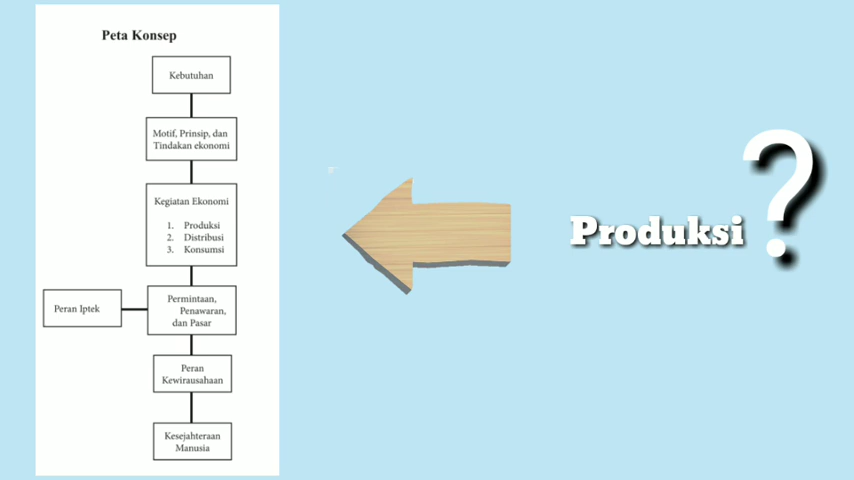 Peta Konsep
Kebutuhan
Motif, Prinsip, dan
Tindakan ekonomi
Kegiatan Ekonomi
1. Produksi
2. Distribusi
3. Konsumsi
Peran Iptek
Permintaan,
Penawaran,
dan Pasar
Peran
Kewirausahaan
Kesejahteraan
Manusia
Produksi ?